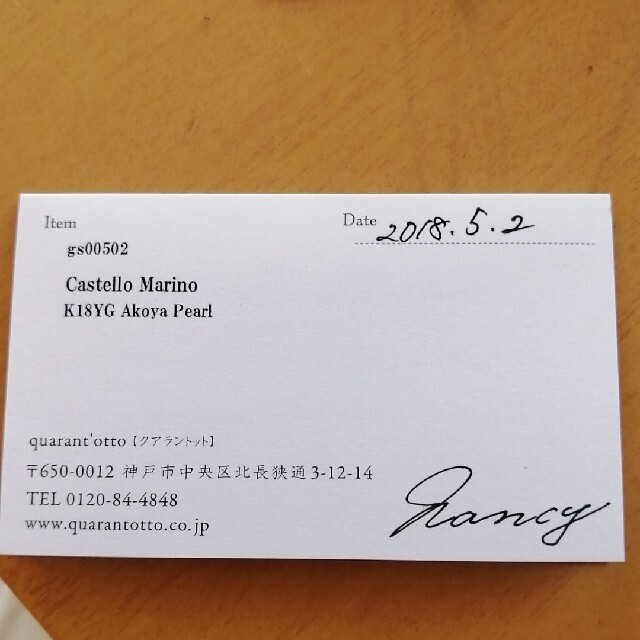 Item
Date 2018.5.2
gs00502
Castello Marino
K18YG Akoya Pearl
quarant'otto【クアラントット】
〒650-0012 神戸市中央区北長狭通3-12-14
TEL 0120-84-4848
www.quarantotto.co.jp
Nancy